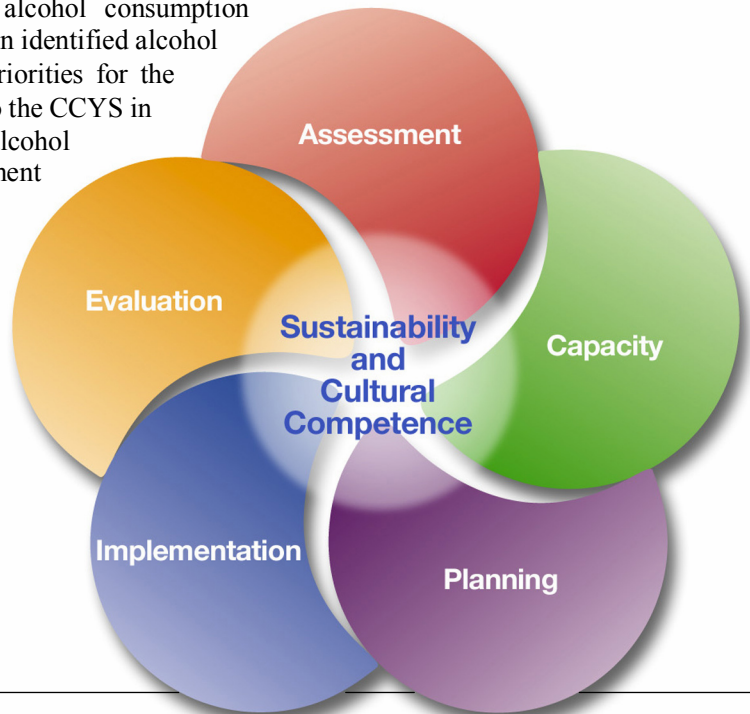 alcohol consumption
n identified alcohol
riorities for the
o the CCYS in
lcohol
nent
Assessment
Evaluation
Capacity
Sustainability
and
Cultural
Competence
Implementation
Planning